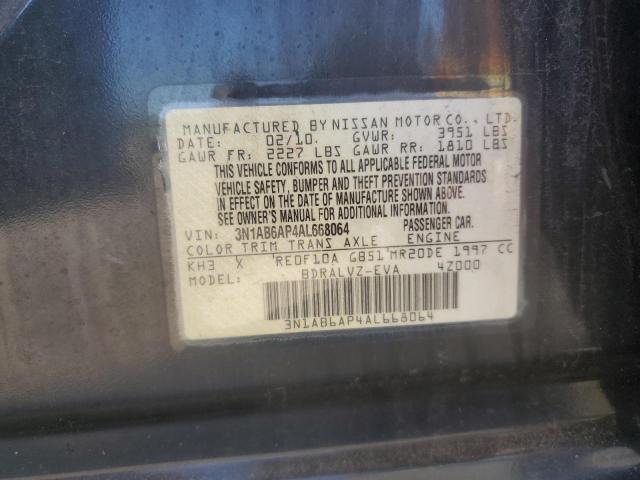 MANUFACTURED BY NISSAN MOTOR CO., LTD.
DATE: 02/10. GVWR: 3951 LBS
GAWR FR: 2227 LBS GAWR RR: 1810 LBS
THIS VEHICLE CONFORMS TO ALL APPLICABLE FEDERAL MOTOR
VEHICLE SAFETY, BUMPER AND THEFT PREVENTION STANDARDS
IN EFFECT ON THE DATE OF MANUFACTURE SHOWN ABOVE.
SEE OWNER'S MANUAL FOR ADDITIONAL INFORMATION.
VIN: 3N1AB6AP4AL668064 PASSENGER CAR.
COLOR TRIM TRANS AXLE ENGINE
KH3 X RE0F10A GB51 MR20DE 1997 CC
MODEL: BDRALVZ-EVA 4Z000
3N1AB6AP4AL668064